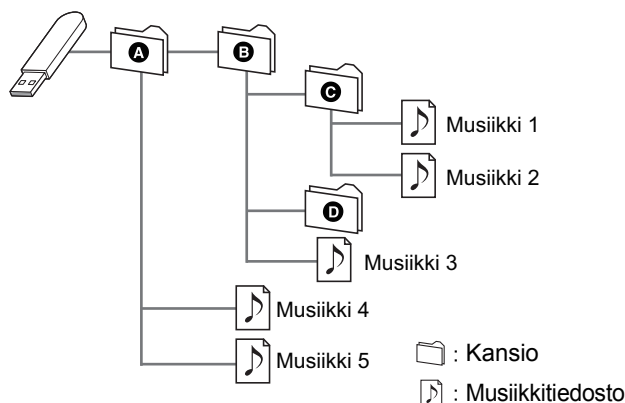 A
B
C
Musiikki 1
Musiikki 2
D
Musiikki 3
Musiikki 4
Musiikki 5
: Kansio
: Musiikkitiedosto